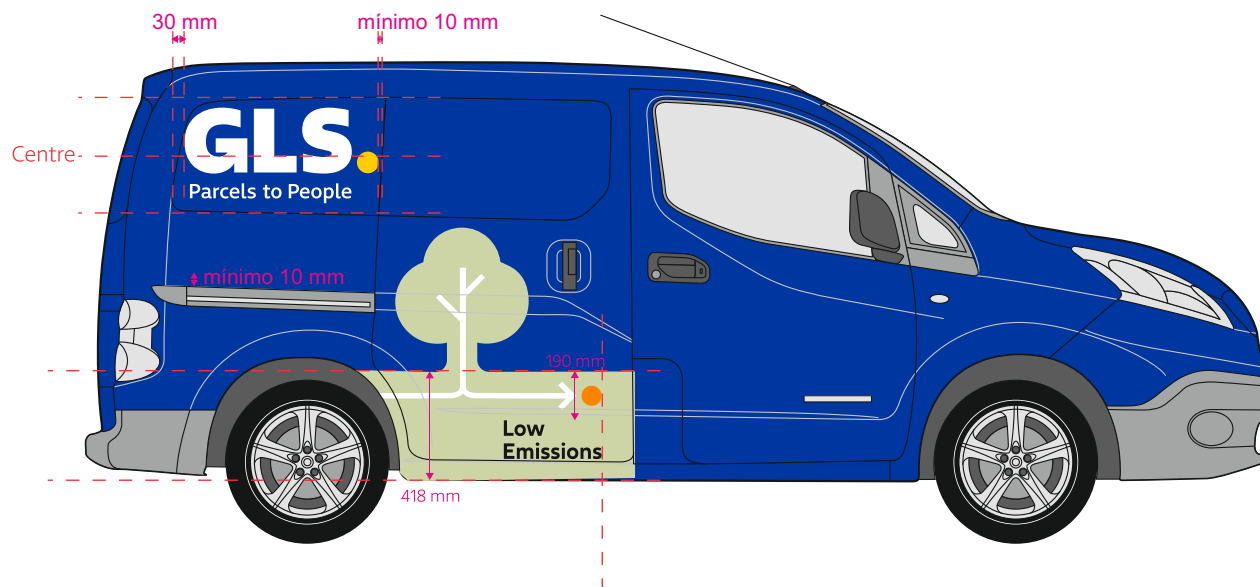 30 mm
mínimo 10 mm
GLS.
Centre
Parcels to People
mínimo 10 mm
190 mm
Low
Emissions
418 mm